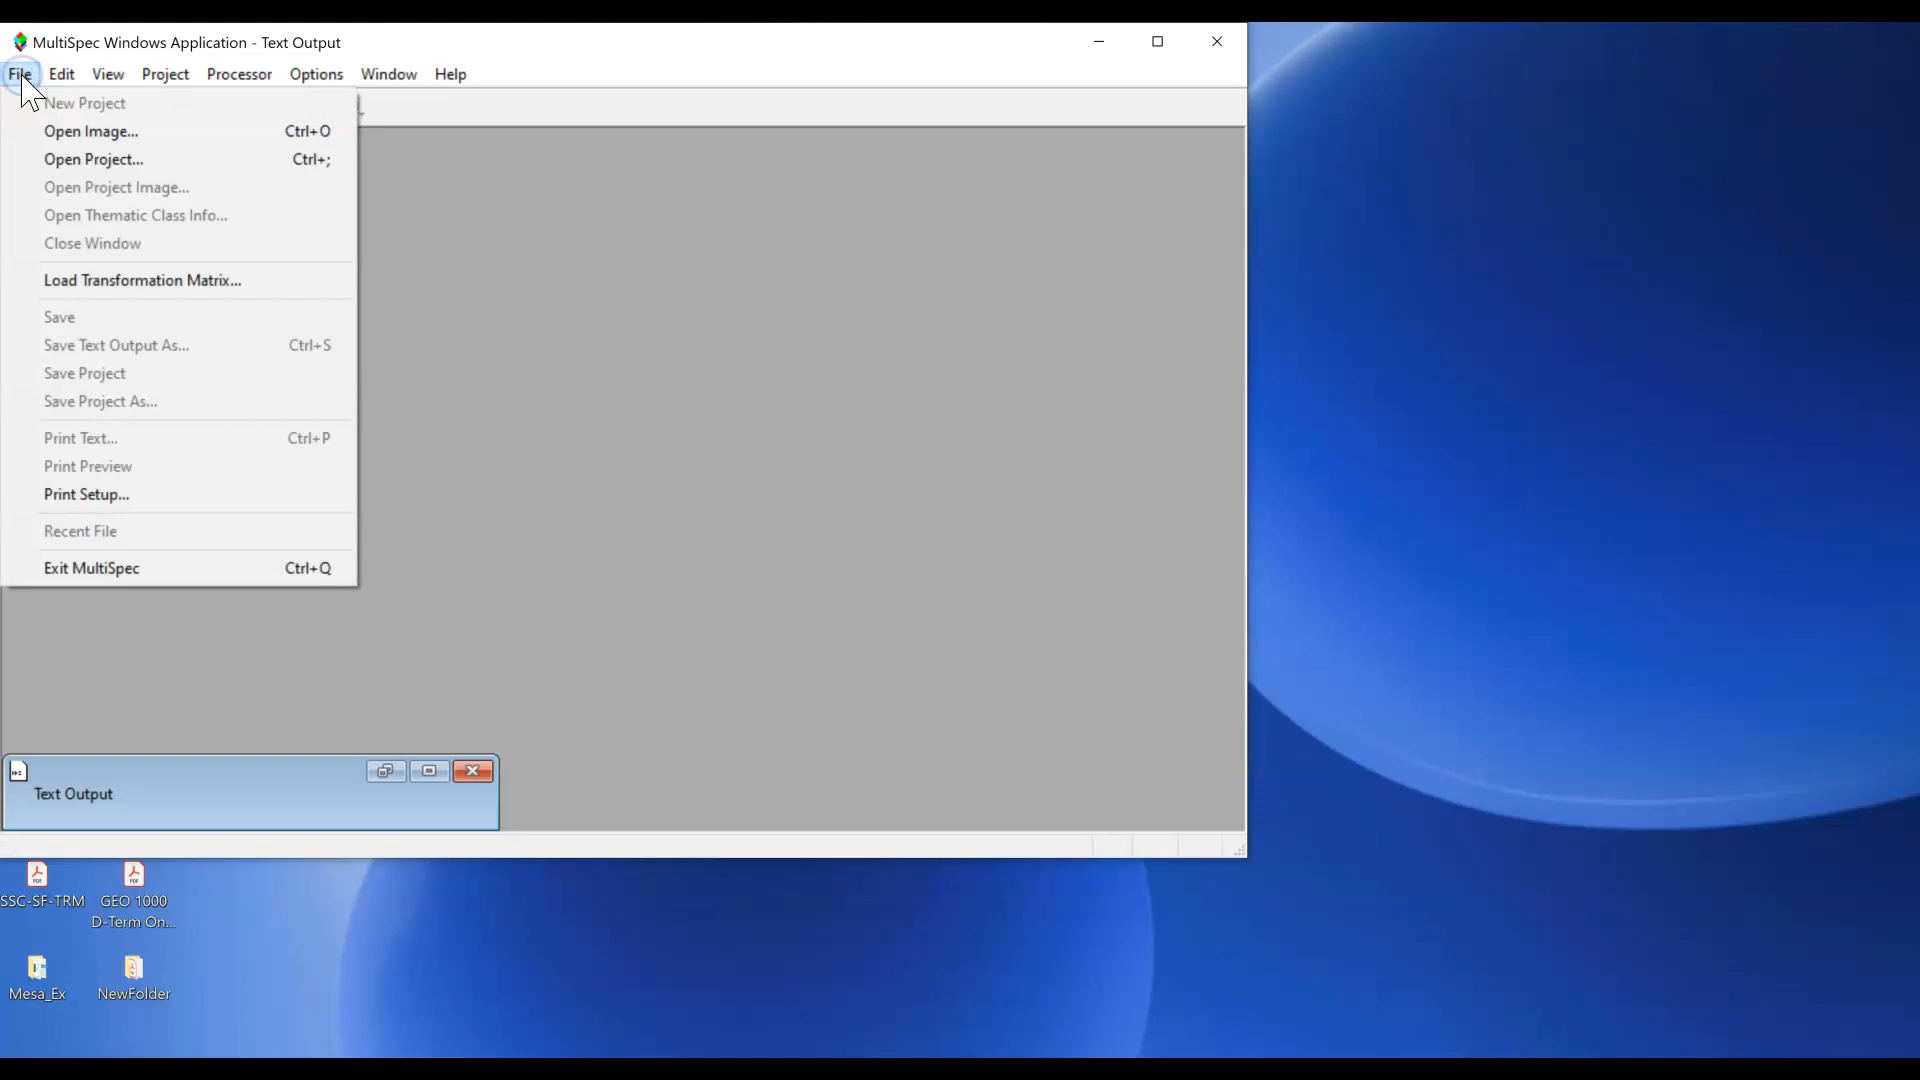 MultiSpec Windows Application - Text Output
File Edit View Project Processor Options Window Help
New Project
Open Image... Ctrl+O
Open Project... Ctrl+;
Open Project Image...
Open Thematic Class Info...
Close Window
Load Transformation Matrix...
Save
Save Text Output As... Ctrl+S
Save Project
Save Project As...
Print Text... Ctrl+P
Print Preview
Print Setup...
Recent File
Exit MultiSpec Ctrl+Q
Text Output
SSC-SF-TRM GEO 1000
D-Term On...
Mesa_Ex NewFolder